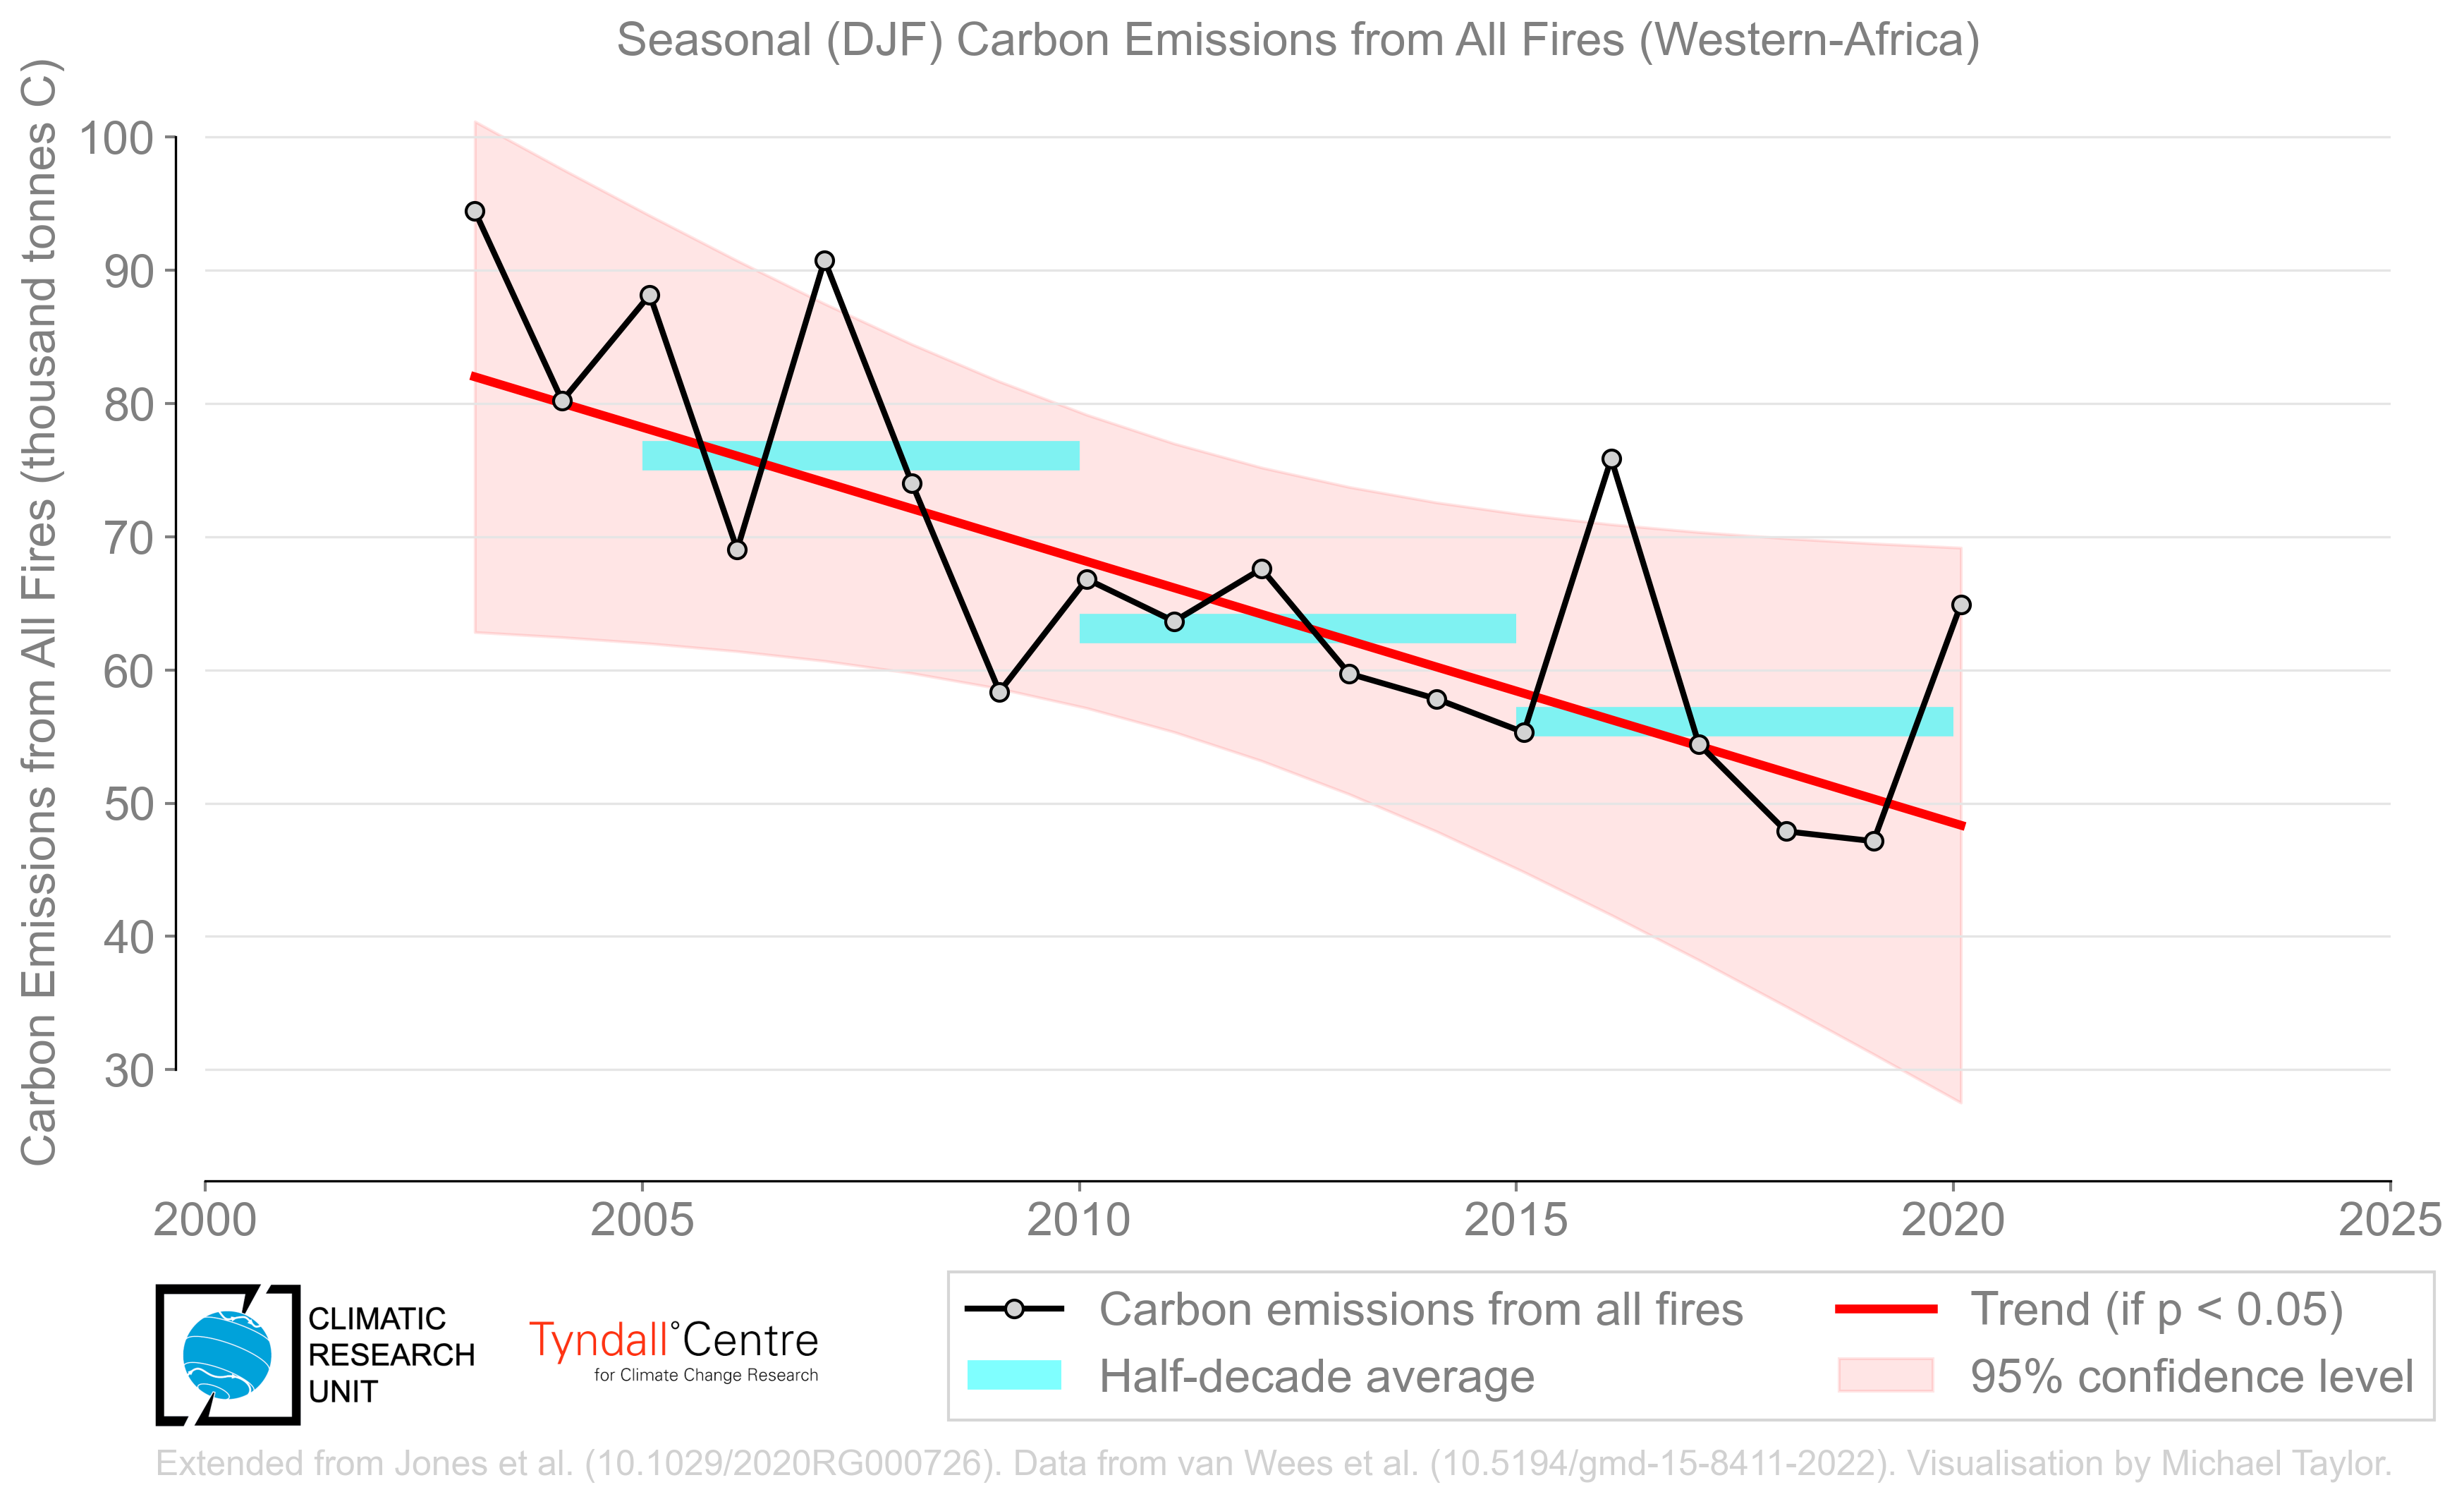 Seasonal (DJF) Carbon Emissions from All Fires (Western-Africa)
Carbon Emissions from All Fires (thousand tonnes C)
100
90
80
70
60
50
40
30
2000 2005 2010 2015 2020 2025
CLIMATIC
RESEARCH
UNIT
Tyndall°Centre
for Climate Change Research
Carbon emissions from all fires
Half-decade average
Trend (if p < 0.05)
95% confidence level
Extended from Jones et al. (10.1029/2020RG000726). Data from van Wees et al. (10.5194/gmd-15-8411-2022). Visualisation by Michael Taylor.